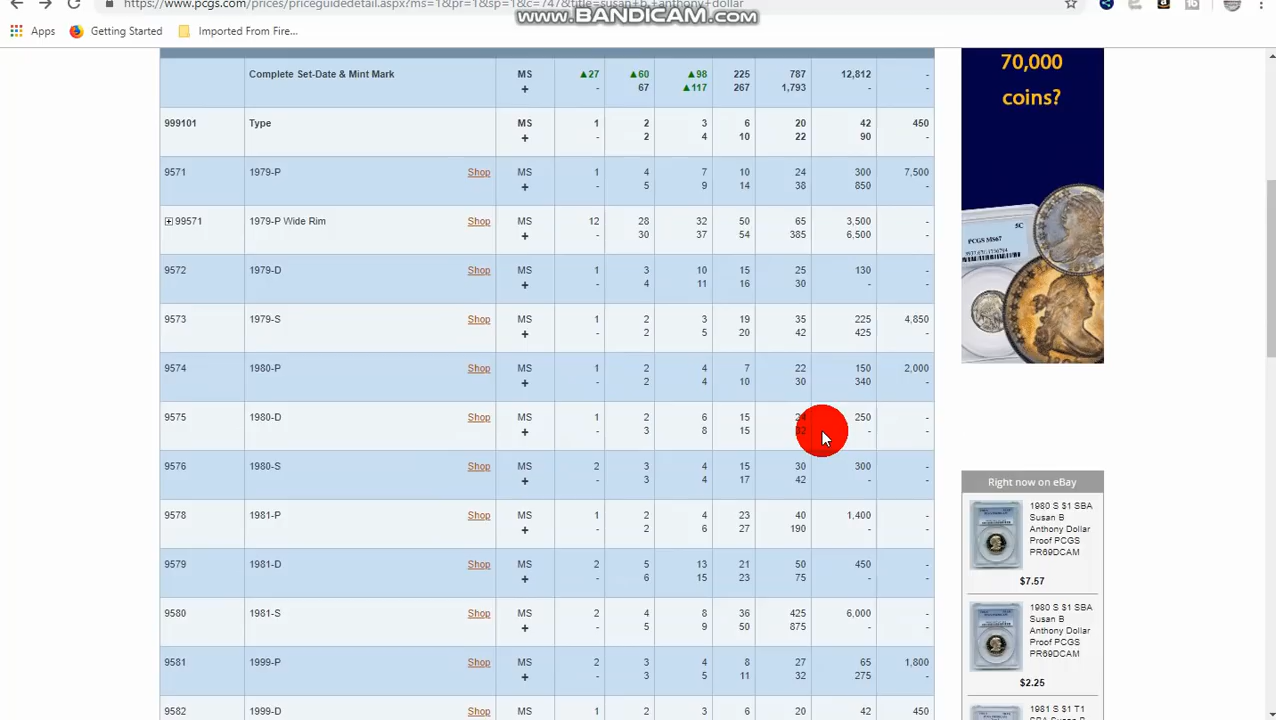 https://www.pcgs.com/prices/priceguidedetail.aspx?ms=1&pr=1&sp=1&c=747&title=susan+b.+anthony+dollar
www.BANDICAM.com
Apps Getting Started Imported From Fire...
Complete Set-Date & Mint Mark MS ▲27 ▲60 ▲98 225 787 12,812 -
+ - 67 ▲117 267 1,793 - -
999101 Type MS 1 2 3 6 20 42 450
+ - 2 4 10 22 90
9571 1979-P Shop MS 1 4 7 10 24 300 7,500
+ - 5 9 14 38 850
99571 1979-P Wide Rim Shop MS 12 28 32 50 65 3,500 -
+ - 30 37 54 385 6,500 -
9572 1979-D Shop MS 1 3 10 15 25 130 -
+ - 4 11 16 30 - -
9573 1979-S Shop MS 1 2 3 19 35 225 4,850
+ - 2 5 20 42 425
9574 1980-P Shop MS 1 2 4 7 22 150 2,000
+ - 2 4 10 30 340
9575 1980-D Shop MS 1 2 6 15 24 250 -
+ - 3 8 15 32 - -
9576 1980-S Shop MS 2 3 4 15 30 300 -
+ - 3 4 17 42 - -
9578 1981-P Shop MS 1 2 4 23 40 1,400 -
+ - 2 6 27 190 - -
9579 1981-D Shop MS 2 5 13 21 50 450 -
+ - 6 15 23 75 - -
9580 1981-S Shop MS 2 4 8 36 425 6,000 -
+ - 5 9 50 875 - -
9581 1999-P Shop MS 2 3 4 8 27 65 1,800
+ - 3 5 11 32 275
9582 1999-D Shop MS 1 2 3 6 20 42 450
70,000
coins?
5C
PCGS MS67
Right now on eBay
1980 S $1 SBA
Susan B
Anthony Dollar
Proof PCGS
PR69DCAM
$7.57
1980 S $1 SBA
Susan B
Anthony Dollar
Proof PCGS
PR69DCAM
$2.25
1981 S $1 T1
SBA Susan B